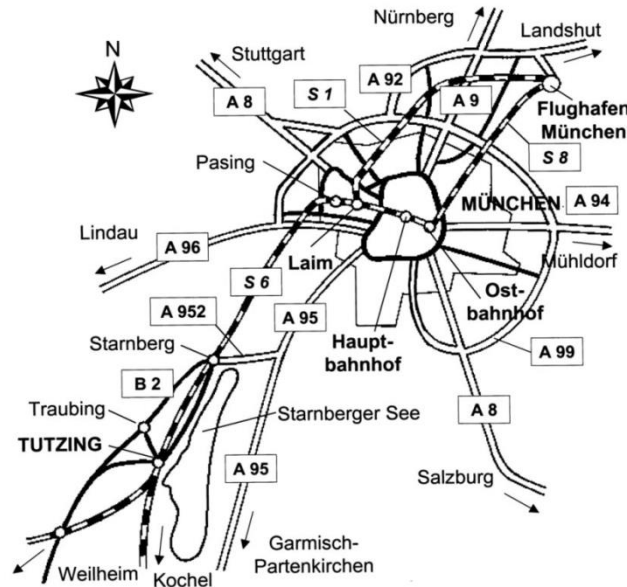 N
Nürnberg
Stuttgart
Landshut
A 92
S 1
A 9
A 8
Flughafen
München
S 8
Pasing
MÜNCHEN
A 94
Lindau
A 96
Laim
Mühldorf
S 6
Ost-
bahnhof
A 952
A 95
Haupt-
bahnhof
A 99
Starnberg
B 2
A 8
Traubing
Starnberger See
TUTZING
A 95
Salzburg
Garmisch-
Partenkirchen
Weilheim
Kochel